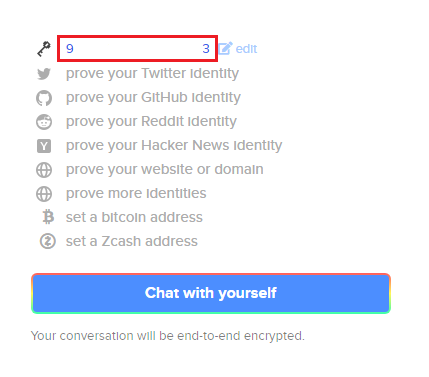 9 3 edit
prove your Twitter identity
prove your GitHub identity
prove your Reddit identity
prove your Hacker News identity
prove your website or domain
prove more identities
set a bitcoin address
set a Zcash address
Chat with yourself
Your conversation will be end-to-end encrypted.